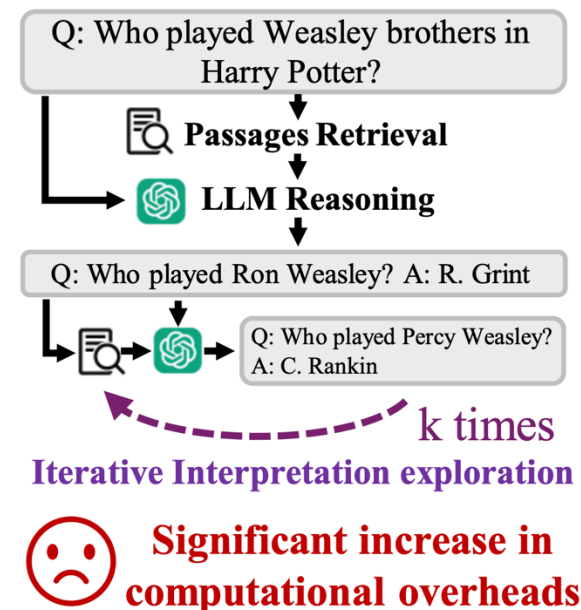 Q: Who played Weasley brothers in
Harry Potter?
Passages Retrieval
LLM Reasoning
Q: Who played Ron Weasley? A: R. Grint
Q: Who played Percy Weasley?
A: C. Rankin
k times
Iterative Interpretation exploration
Significant increase in
computational overheads